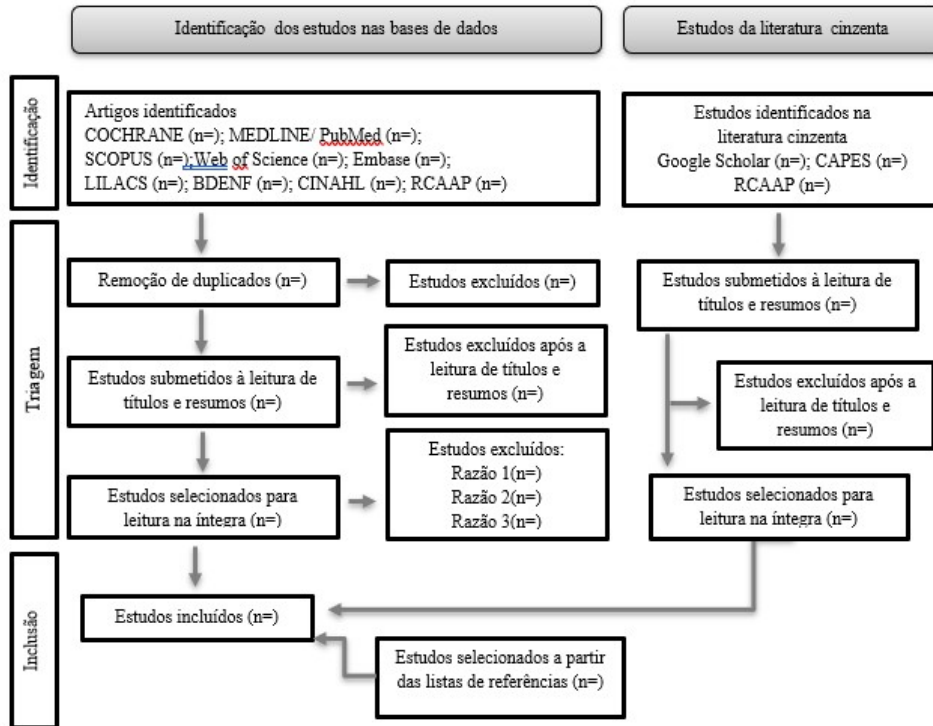 Identificação dos estudos nas bases de dados
Estudos da literatura cinzenta
Identificação
Artigos identificados
COCHRANE (n=); MEDLINE/ PubMed (n=);
SCOPUS (n=);Web of Science (n=); Embase (n=);
LILACS (n=); BDENF (n=); CINAHL (n=); RCAAP (n=)
Estudos identificados na
literatura cinzenta
Google Scholar (n=); CAPES (n=)
RCAAP (n=)
Triagem
Remoção de duplicados (n=)
Estudos excluídos (n=)
Estudos submetidos à leitura de
títulos e resumos (n=)
Estudos submetidos à leitura de
títulos e resumos (n=)
Estudos excluídos após a
leitura de títulos e
resumos (n=)
Estudos excluídos após a
leitura de títulos e
resumos (n=)
Estudos selecionados para
leitura na íntegra (n=)
Estudos excluídos:
Razão 1(n=)
Razão 2(n=)
Razão 3(n=)
Estudos selecionados para
leitura na íntegra (n=)
Inclusão
Estudos incluídos (n=)
Estudos selecionados a partir
das listas de referências (n=)